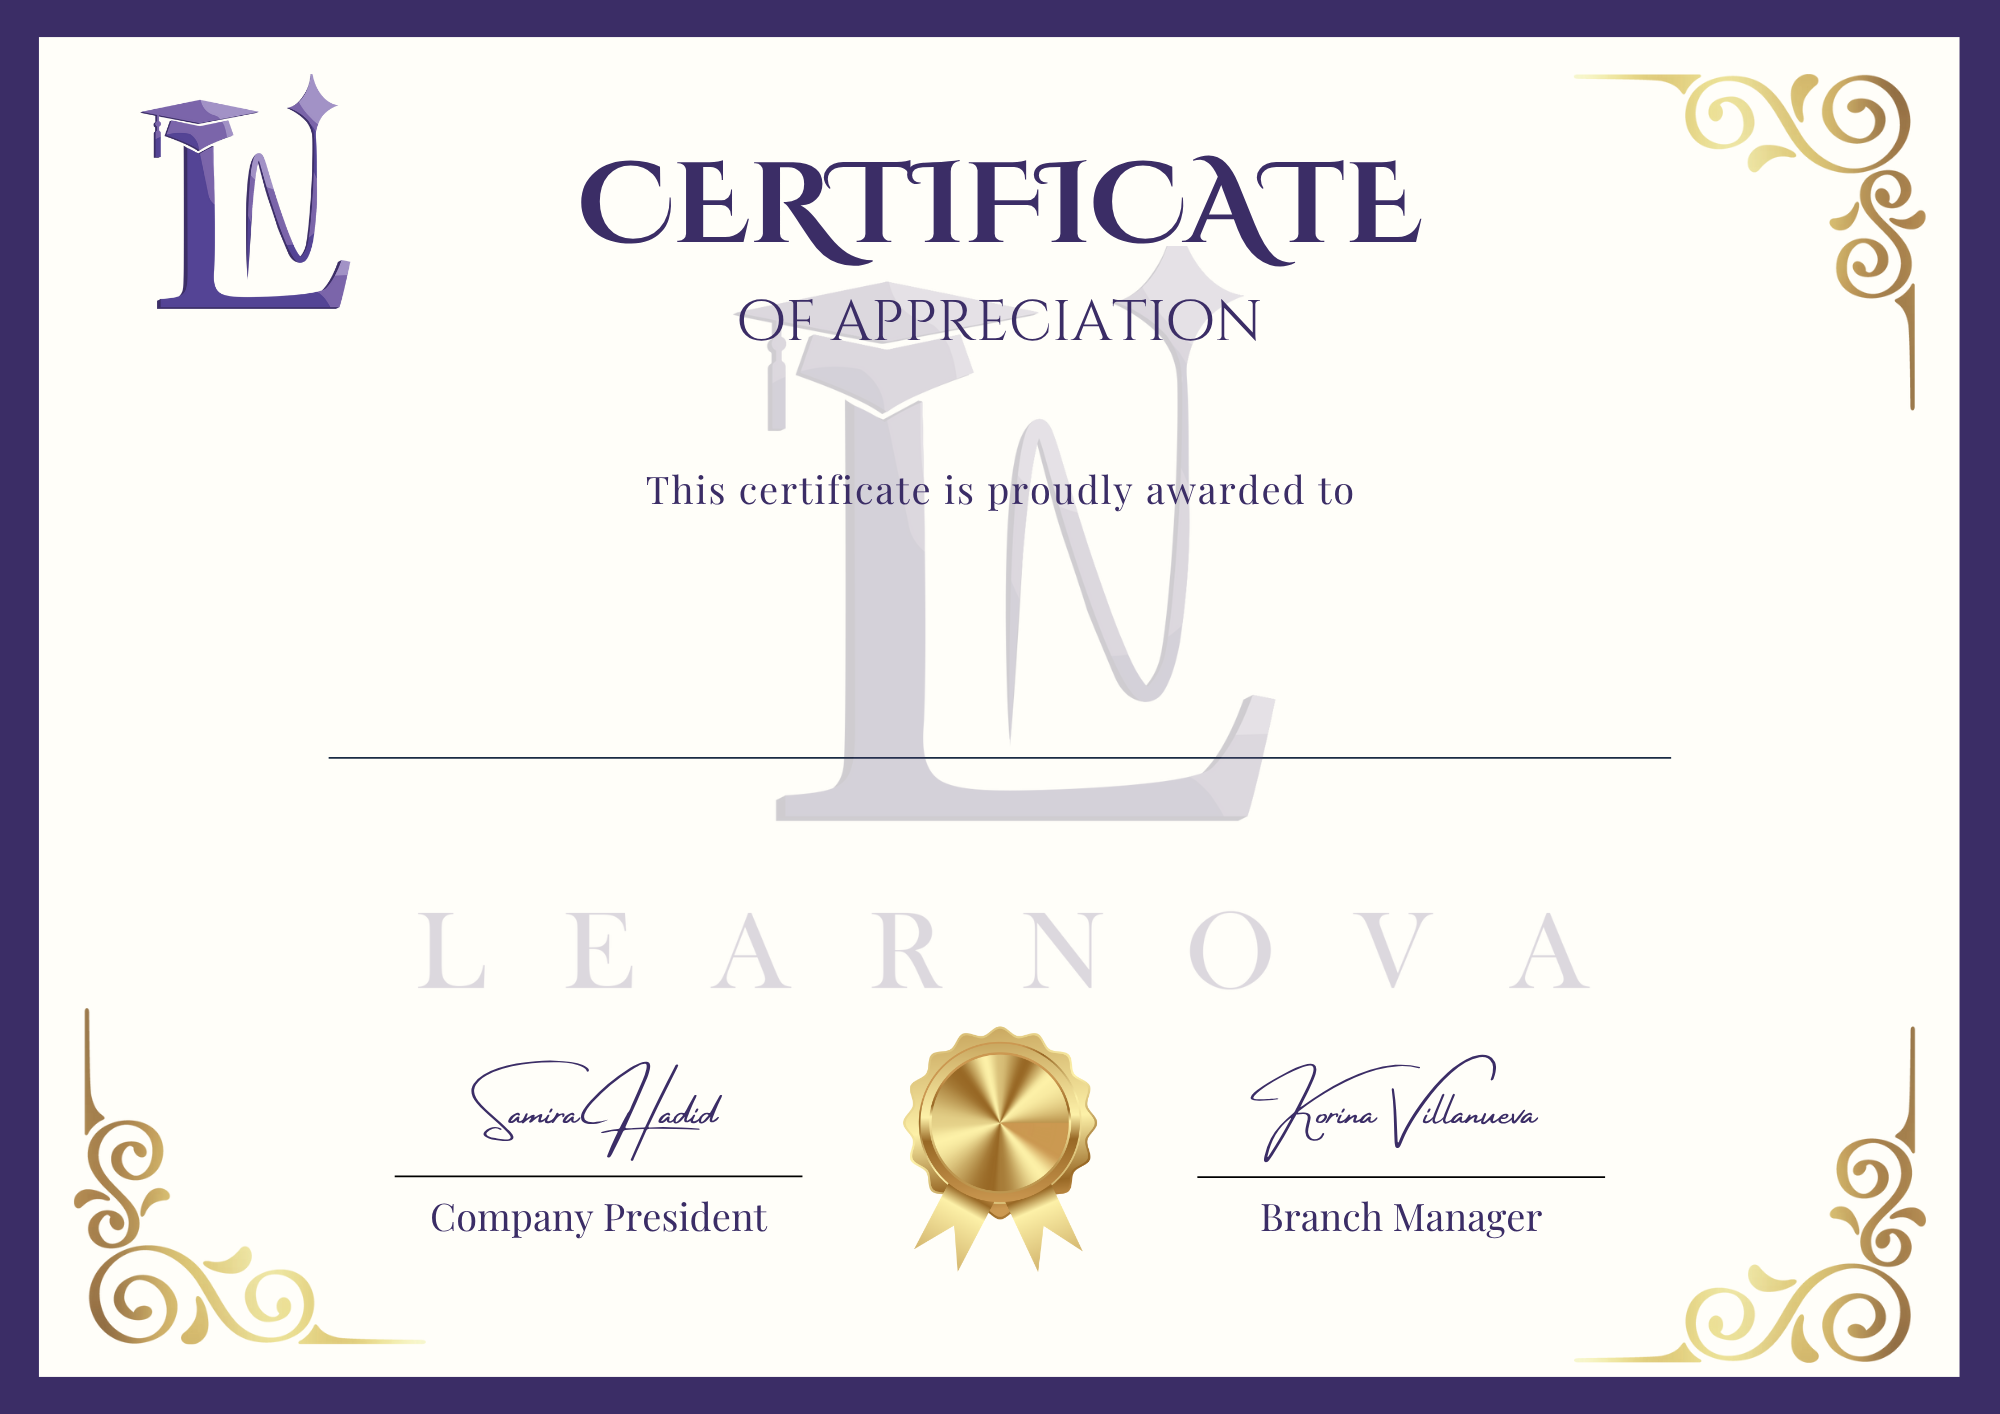 LN
CERTIFICATE
OF APPRECIATION
This certificate is proudly awarded to
LN
LEARNOVA
Samira Hadid
Korina Villanueva
Company President
Branch Manager